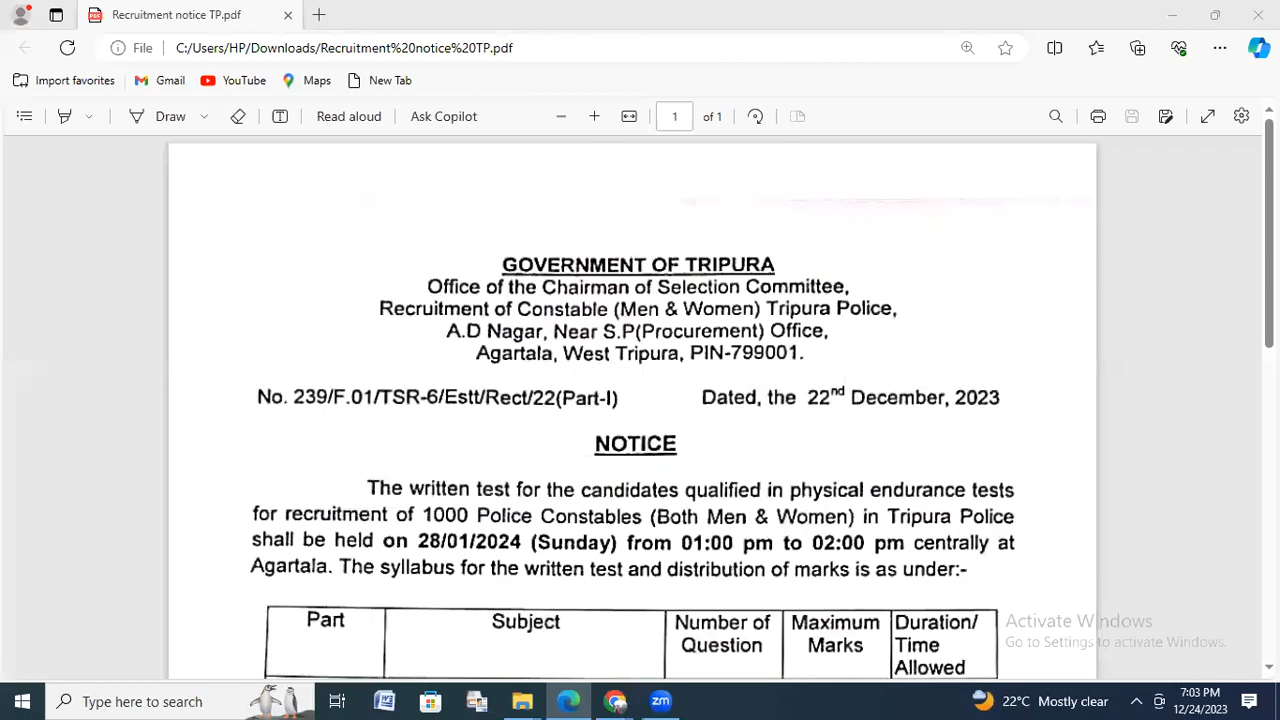 Recruitment notice TP.pdf
File C:/Users/HP/Downloads/Recruitment%20notice%20TP.pdf
Import favorites Gmail YouTube Maps New Tab
Draw Read aloud Ask Copilot 1 of 1
GOVERNMENT OF TRIPURA
Office of the Chairman of Selection Committee,
Recruitment of Constable (Men & Women) Tripura Police,
A.D Nagar, Near S.P(Procurement) Office,
Agartala, West Tripura, PIN-799001.
No. 239/F.01/TSR-6/Estt/Rect/22(Part-I) Dated, the 22nd December, 2023
NOTICE
The written test for the candidates qualified in physical endurance tests
for recruitment of 1000 Police Constables (Both Men & Women) in Tripura Police
shall be held on 28/01/2024 (Sunday) from 01:00 pm to 02:00 pm centrally at
Agartala. The syllabus for the written test and distribution of marks is as under:-
Part Subject Number of Question Maximum Marks Duration/ Time Allowed
Activate Windows
Go to Settings to activate Windows.
Type here to search 22°C Mostly clear 7:03 PM
12/24/2023